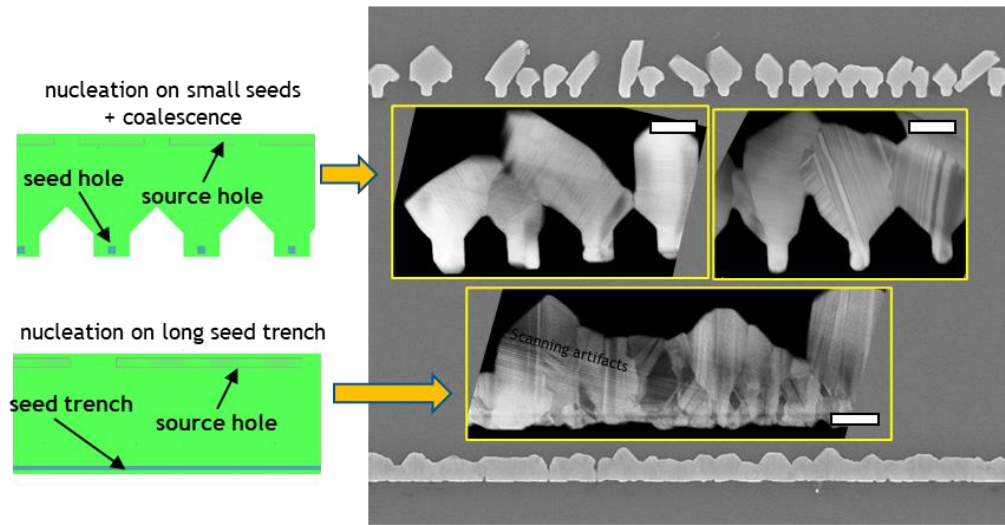 nucleation on small seeds
+ coalescence
seed hole
source hole
nucleation on long seed trench
seed trench
source hole
Scanning artifacts